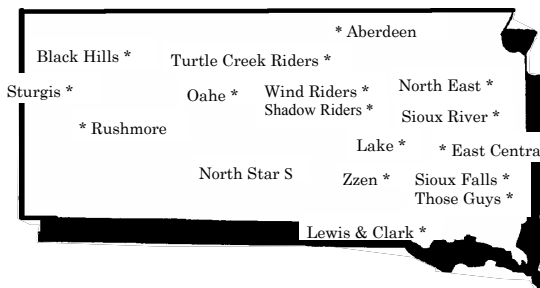 * Aberdeen
Black Hills *
Turtle Creek Riders *
Sturgis *
Oahe *
Wind Riders *
North East *
Shadow Riders *
Sioux River *
* Rushmore
Lake *
* East Centra
North Star S
Zzen *
Sioux Falls *
Those Guys *
Lewis & Clark *